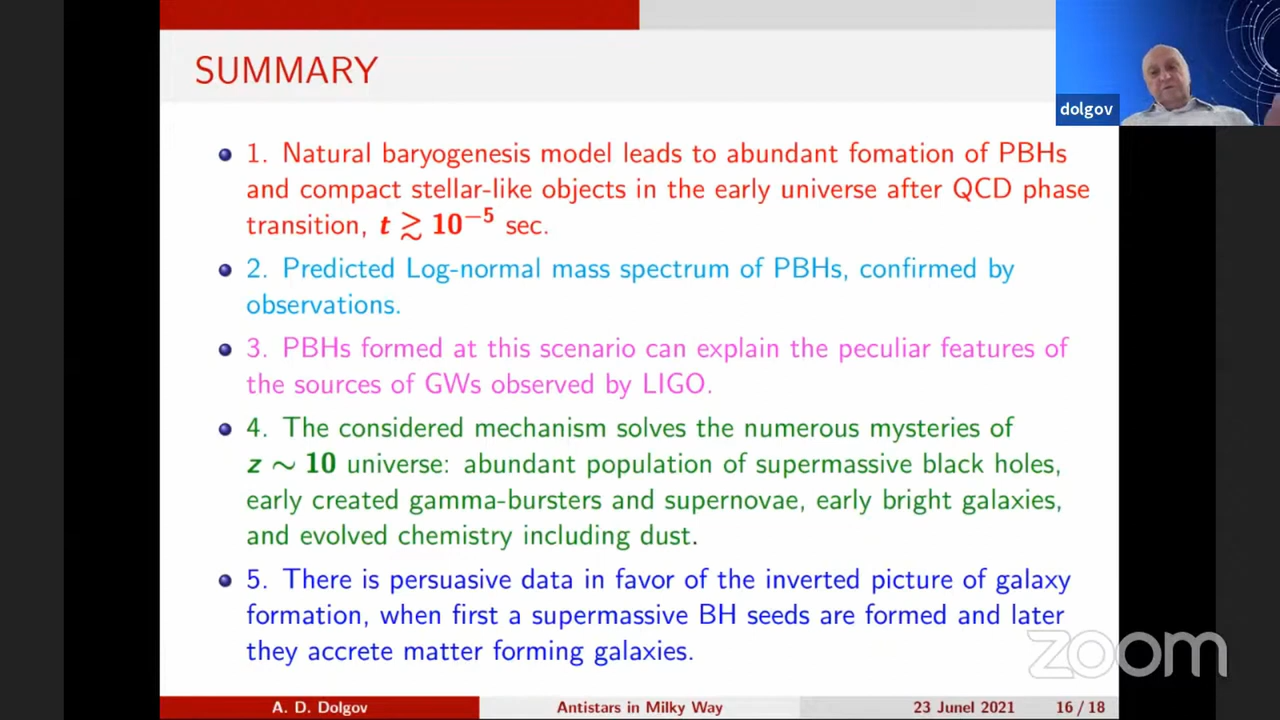 SUMMARY
dolgov
1. Natural baryogenesis model leads to abundant fomation of PBHs
and compact stellar-like objects in the early universe after QCD phase
transition, t ≳ 10⁻⁵ sec.
2. Predicted Log-normal mass spectrum of PBHs, confirmed by
observations.
3. PBHs formed at this scenario can explain the peculiar features of
the sources of GWs observed by LIGO.
4. The considered mechanism solves the numerous mysteries of
z ∼ 10 universe: abundant population of supermassive black holes,
early created gamma-bursters and supernovae, early bright galaxies,
and evolved chemistry including dust.
5. There is persuasive data in favor of the inverted picture of galaxy
formation, when first a supermassive BH seeds are formed and later
they accrete matter forming galaxies.
zoom
A. D. Dolgov Antistars in Milky Way 23 Junel 2021 16 / 18